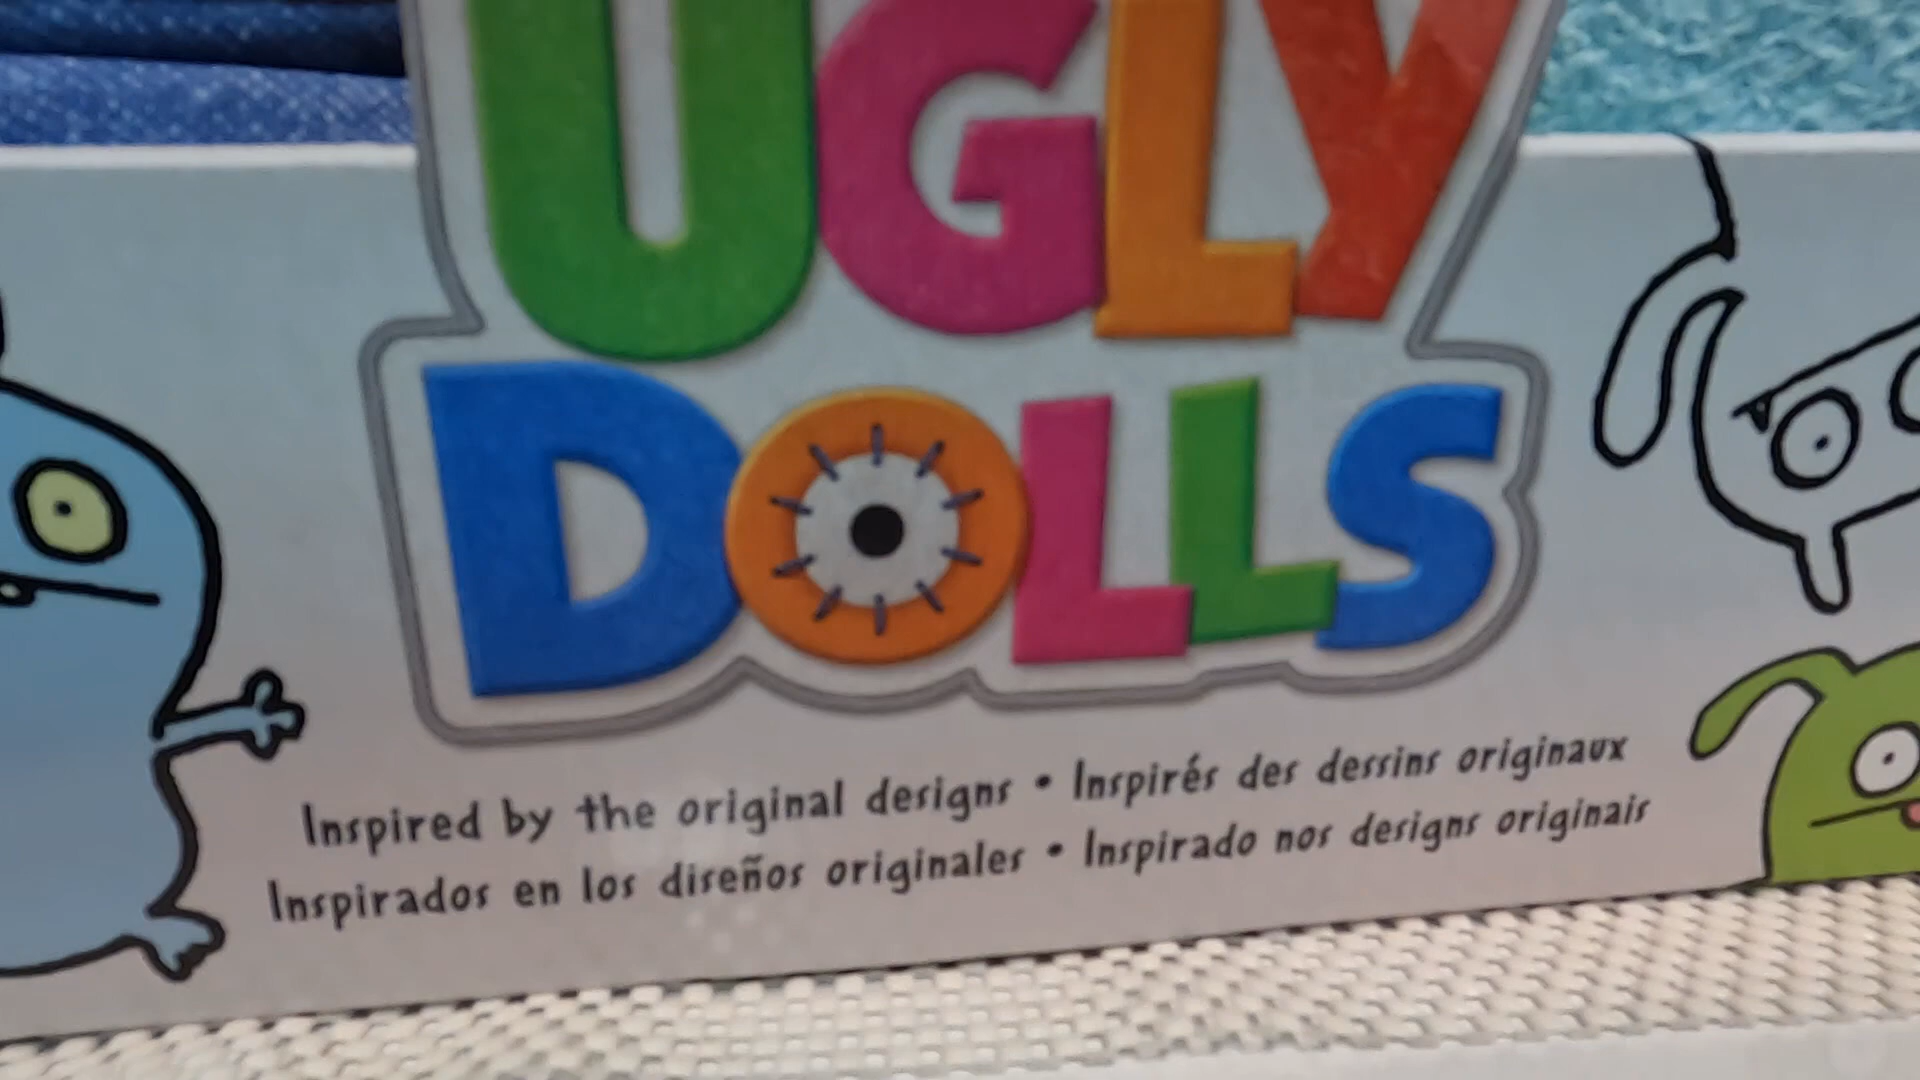 UGLY
DOLLS
Inspired by the original designs • Inspirés des dessins originaux
Inspirados en los diseños originales • Inspirado nos designs originais